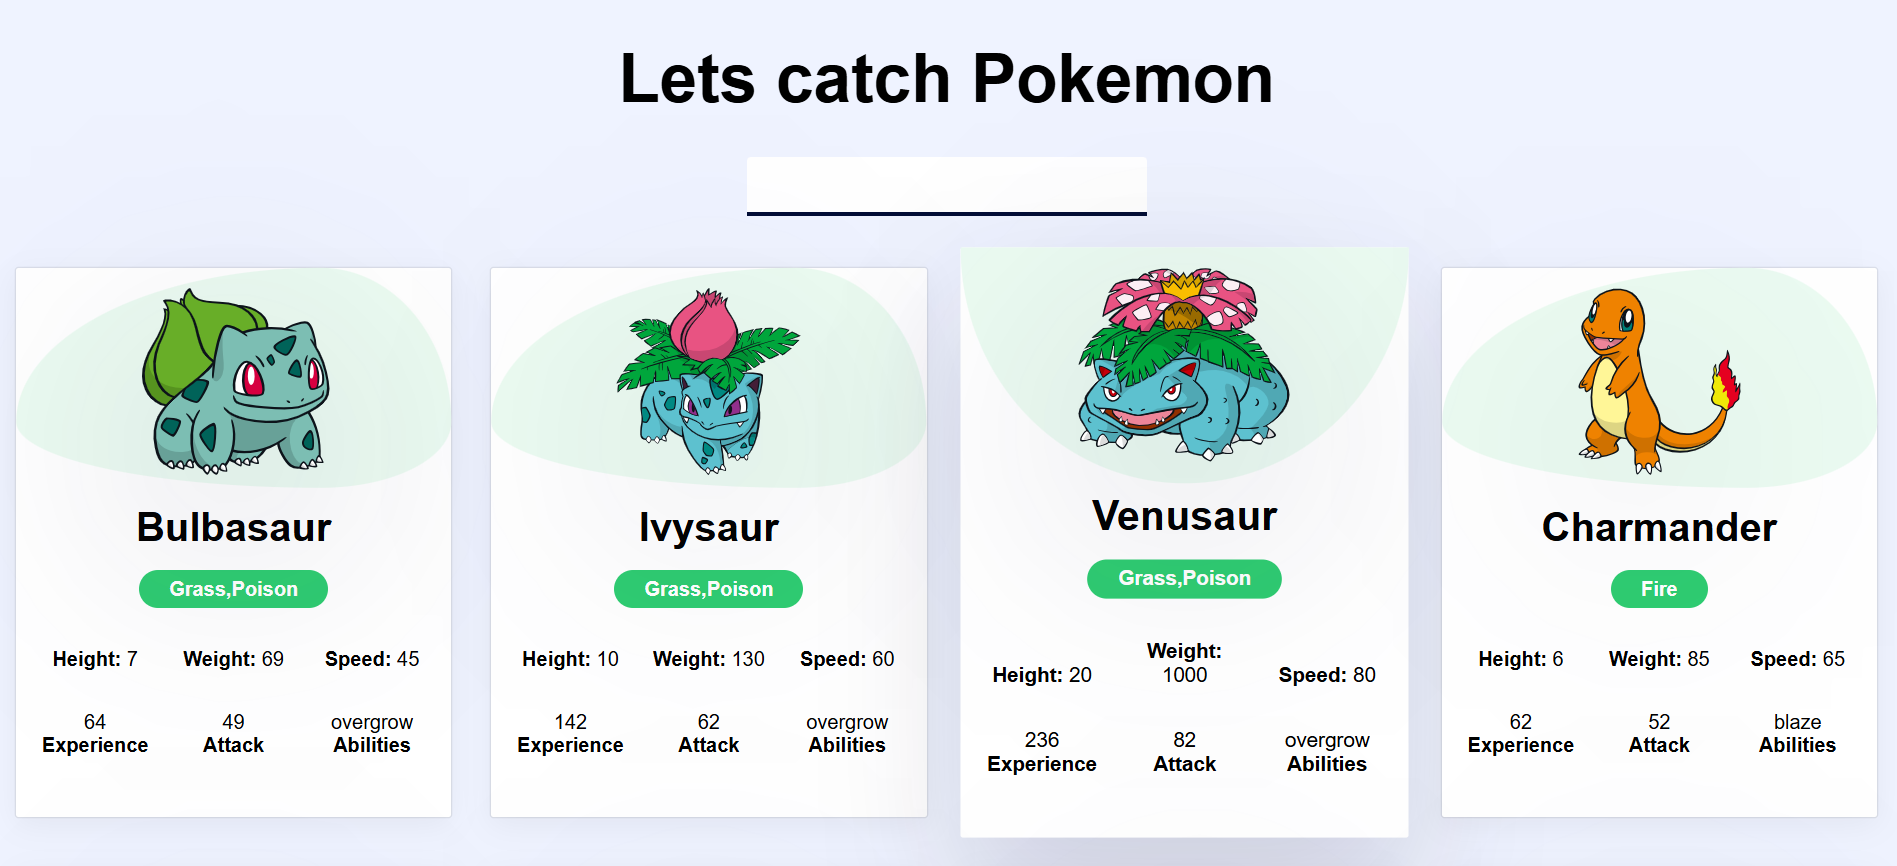 Lets catch Pokemon
Bulbasaur
Grass,Poison
Height: 7 Weight: 69 Speed: 45
64 49 overgrow
Experience Attack Abilities
Ivysaur
Grass,Poison
Height: 10 Weight: 130 Speed: 60
142 62 overgrow
Experience Attack Abilities
Venusaur
Grass,Poison
Weight:
Height: 20 1000 Speed: 80
236 82 overgrow
Experience Attack Abilities
Charmander
Fire
Height: 6 Weight: 85 Speed: 65
62 52 blaze
Experience Attack Abilities